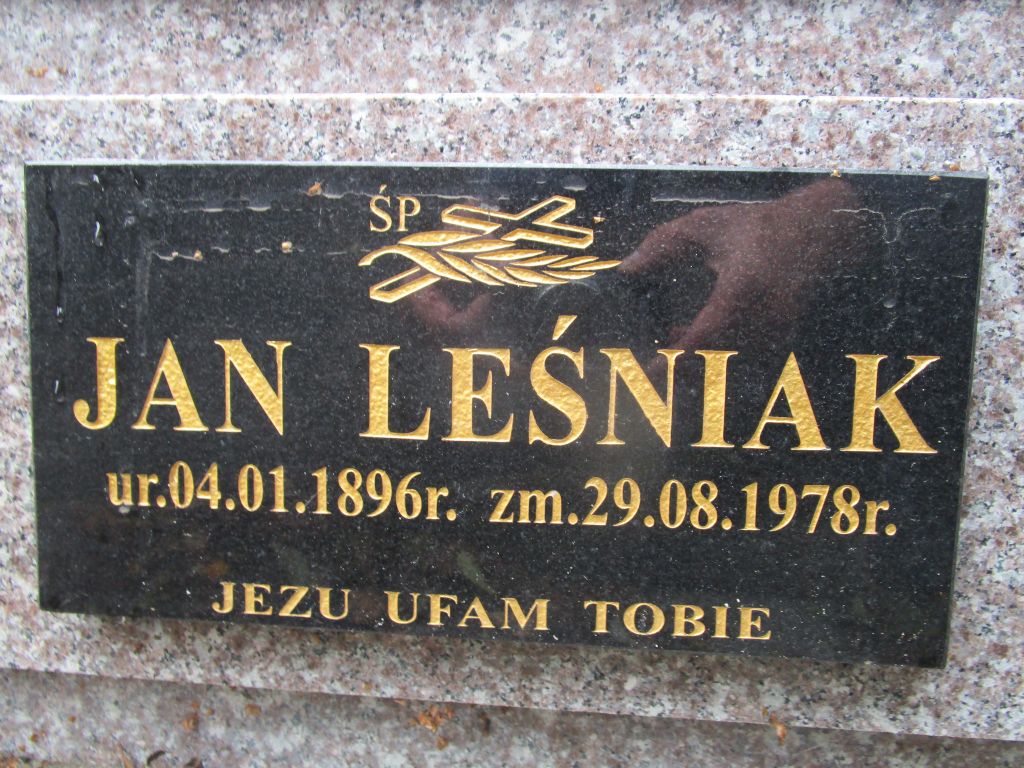 ŚP
JAN LEŚNIAK
ur.04.01.1896r. zm.29.08.1978r.
JEZU UFAM TOBIE